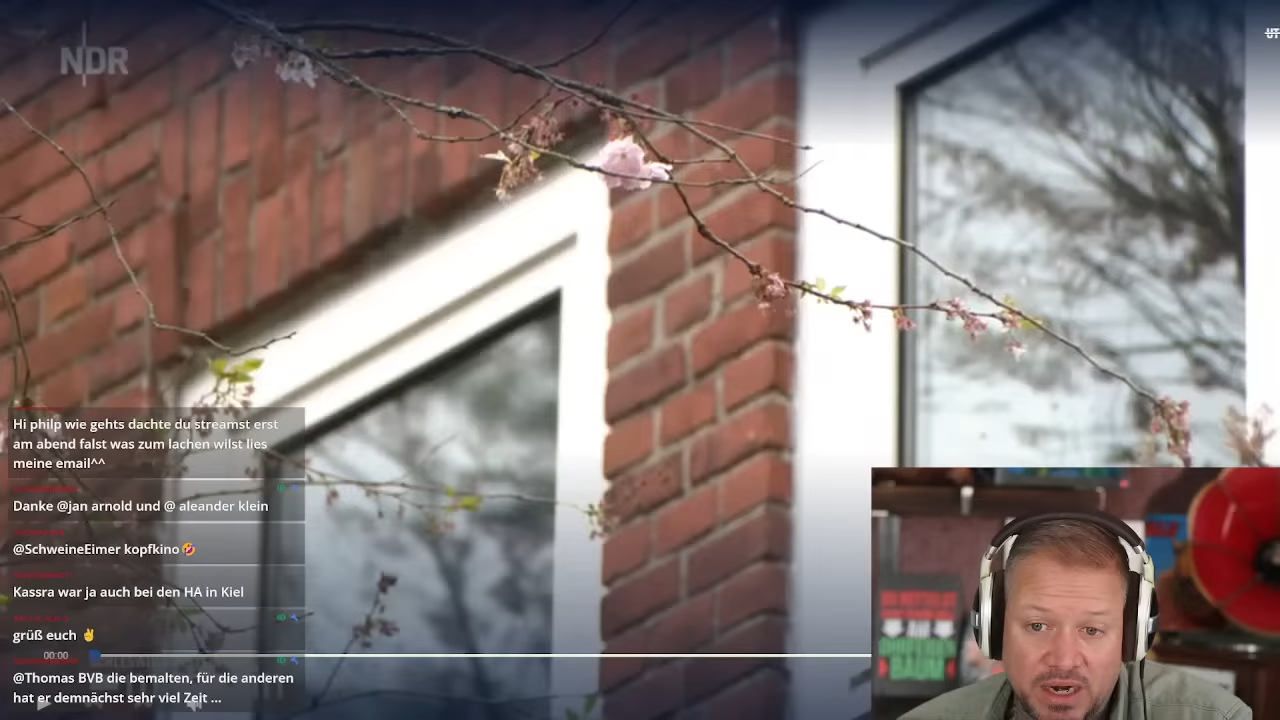 NDR
UT
Hi philp wie gehts dachte du streamst erst
am abend falst was zum lachen wilst lies
meine email^^
Danke @jan arnold und @ aleander klein
@SchweineEimer kopfkino🤣
Kassra war ja auch bei den HA in Kiel
grüß euch ✌️
00:00
@Thomas BVB die bemalten, für die anderen
hat er demnächst sehr viel Zeit ...
BAUM